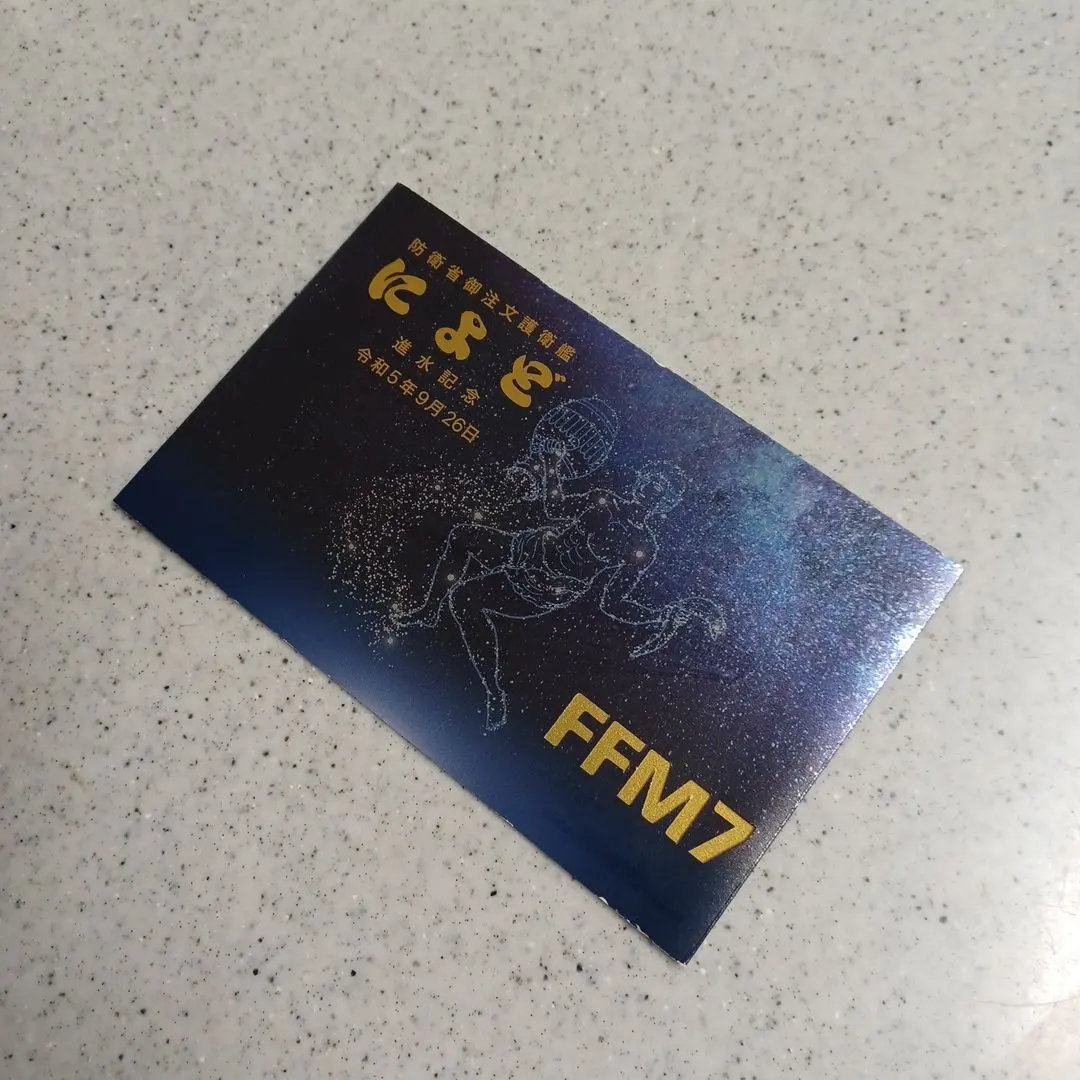 防衛省御注文護衛艦
によど
進水記念
令和5年9月26日
FFM7